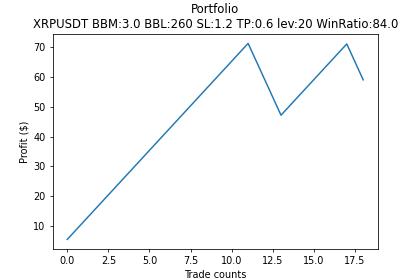 Portfolio
XRPUSDT BBM:3.0 BBL:260 SL:1.2 TP:0.6 lev:20 WinRatio:84.0
70
60
50
40
30
20
10
Profit ($)
0.0 2.5 5.0 7.5 10.0 12.5 15.0 17.5
Trade counts